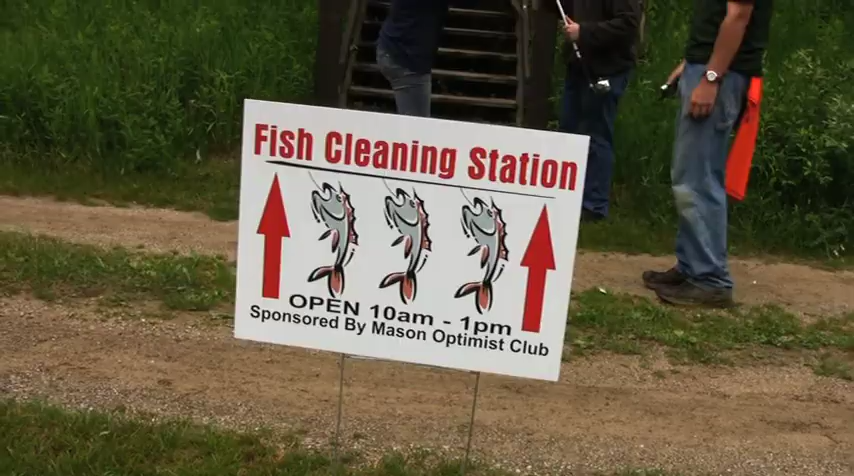 Fish Cleaning Station
OPEN 10am - 1pm
Sponsored By Mason Optimist Club